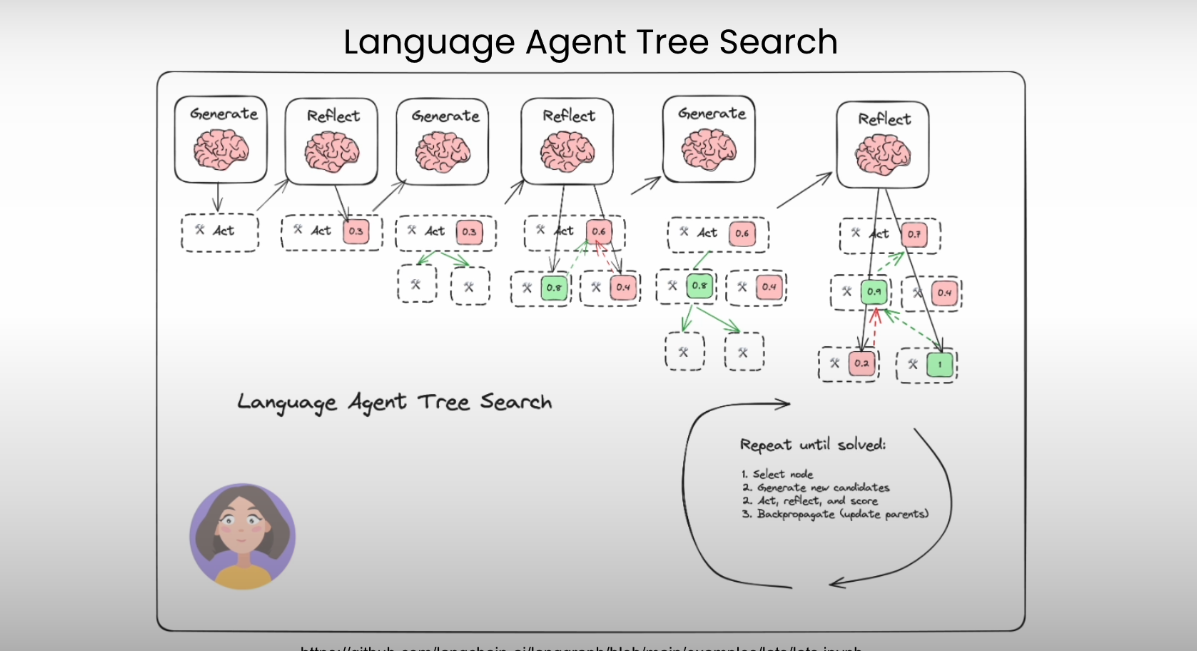 Language Agent Tree Search
Generate
Reflect
Generate
Reflect
Generate
Reflect
Act
Act 0.3
Act 0.3
Act 0.6
Act 0.6
Act 0.7
0.8
0.4
0.8
0.4
0.9
0.4
0.2
1
Language Agent Tree Search
Repeat until solved:
1. Select node
2. Generate new candidates
2. Act, reflect, and score
3. Backpropagate (update parents)